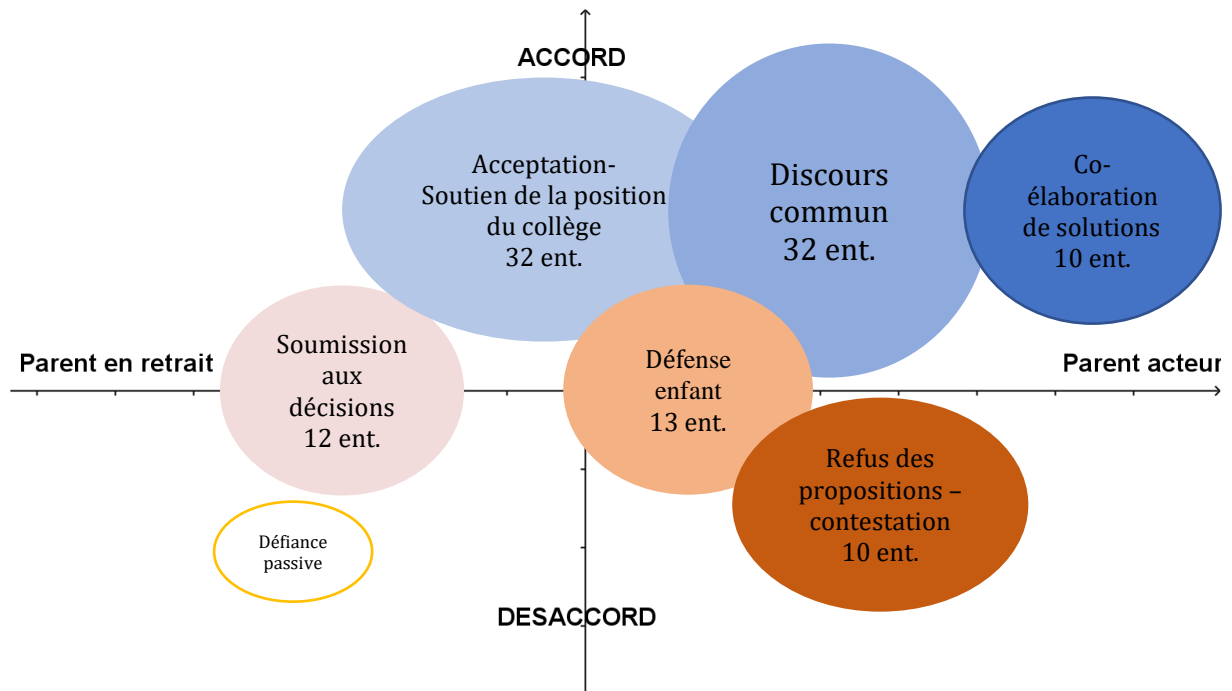 ACCORD
Acceptation-
Soutien de la position
du collège
32 ent.
Discours
commun
32 ent.
Co-
élaboration
de solutions
10 ent.
Parent en retrait
Parent acteur
Soumission
aux
décisions
12 ent.
Défense
enfant
13 ent.
Refus des
propositions –
contestation
10 ent.
Défiance
passive
DESACCORD